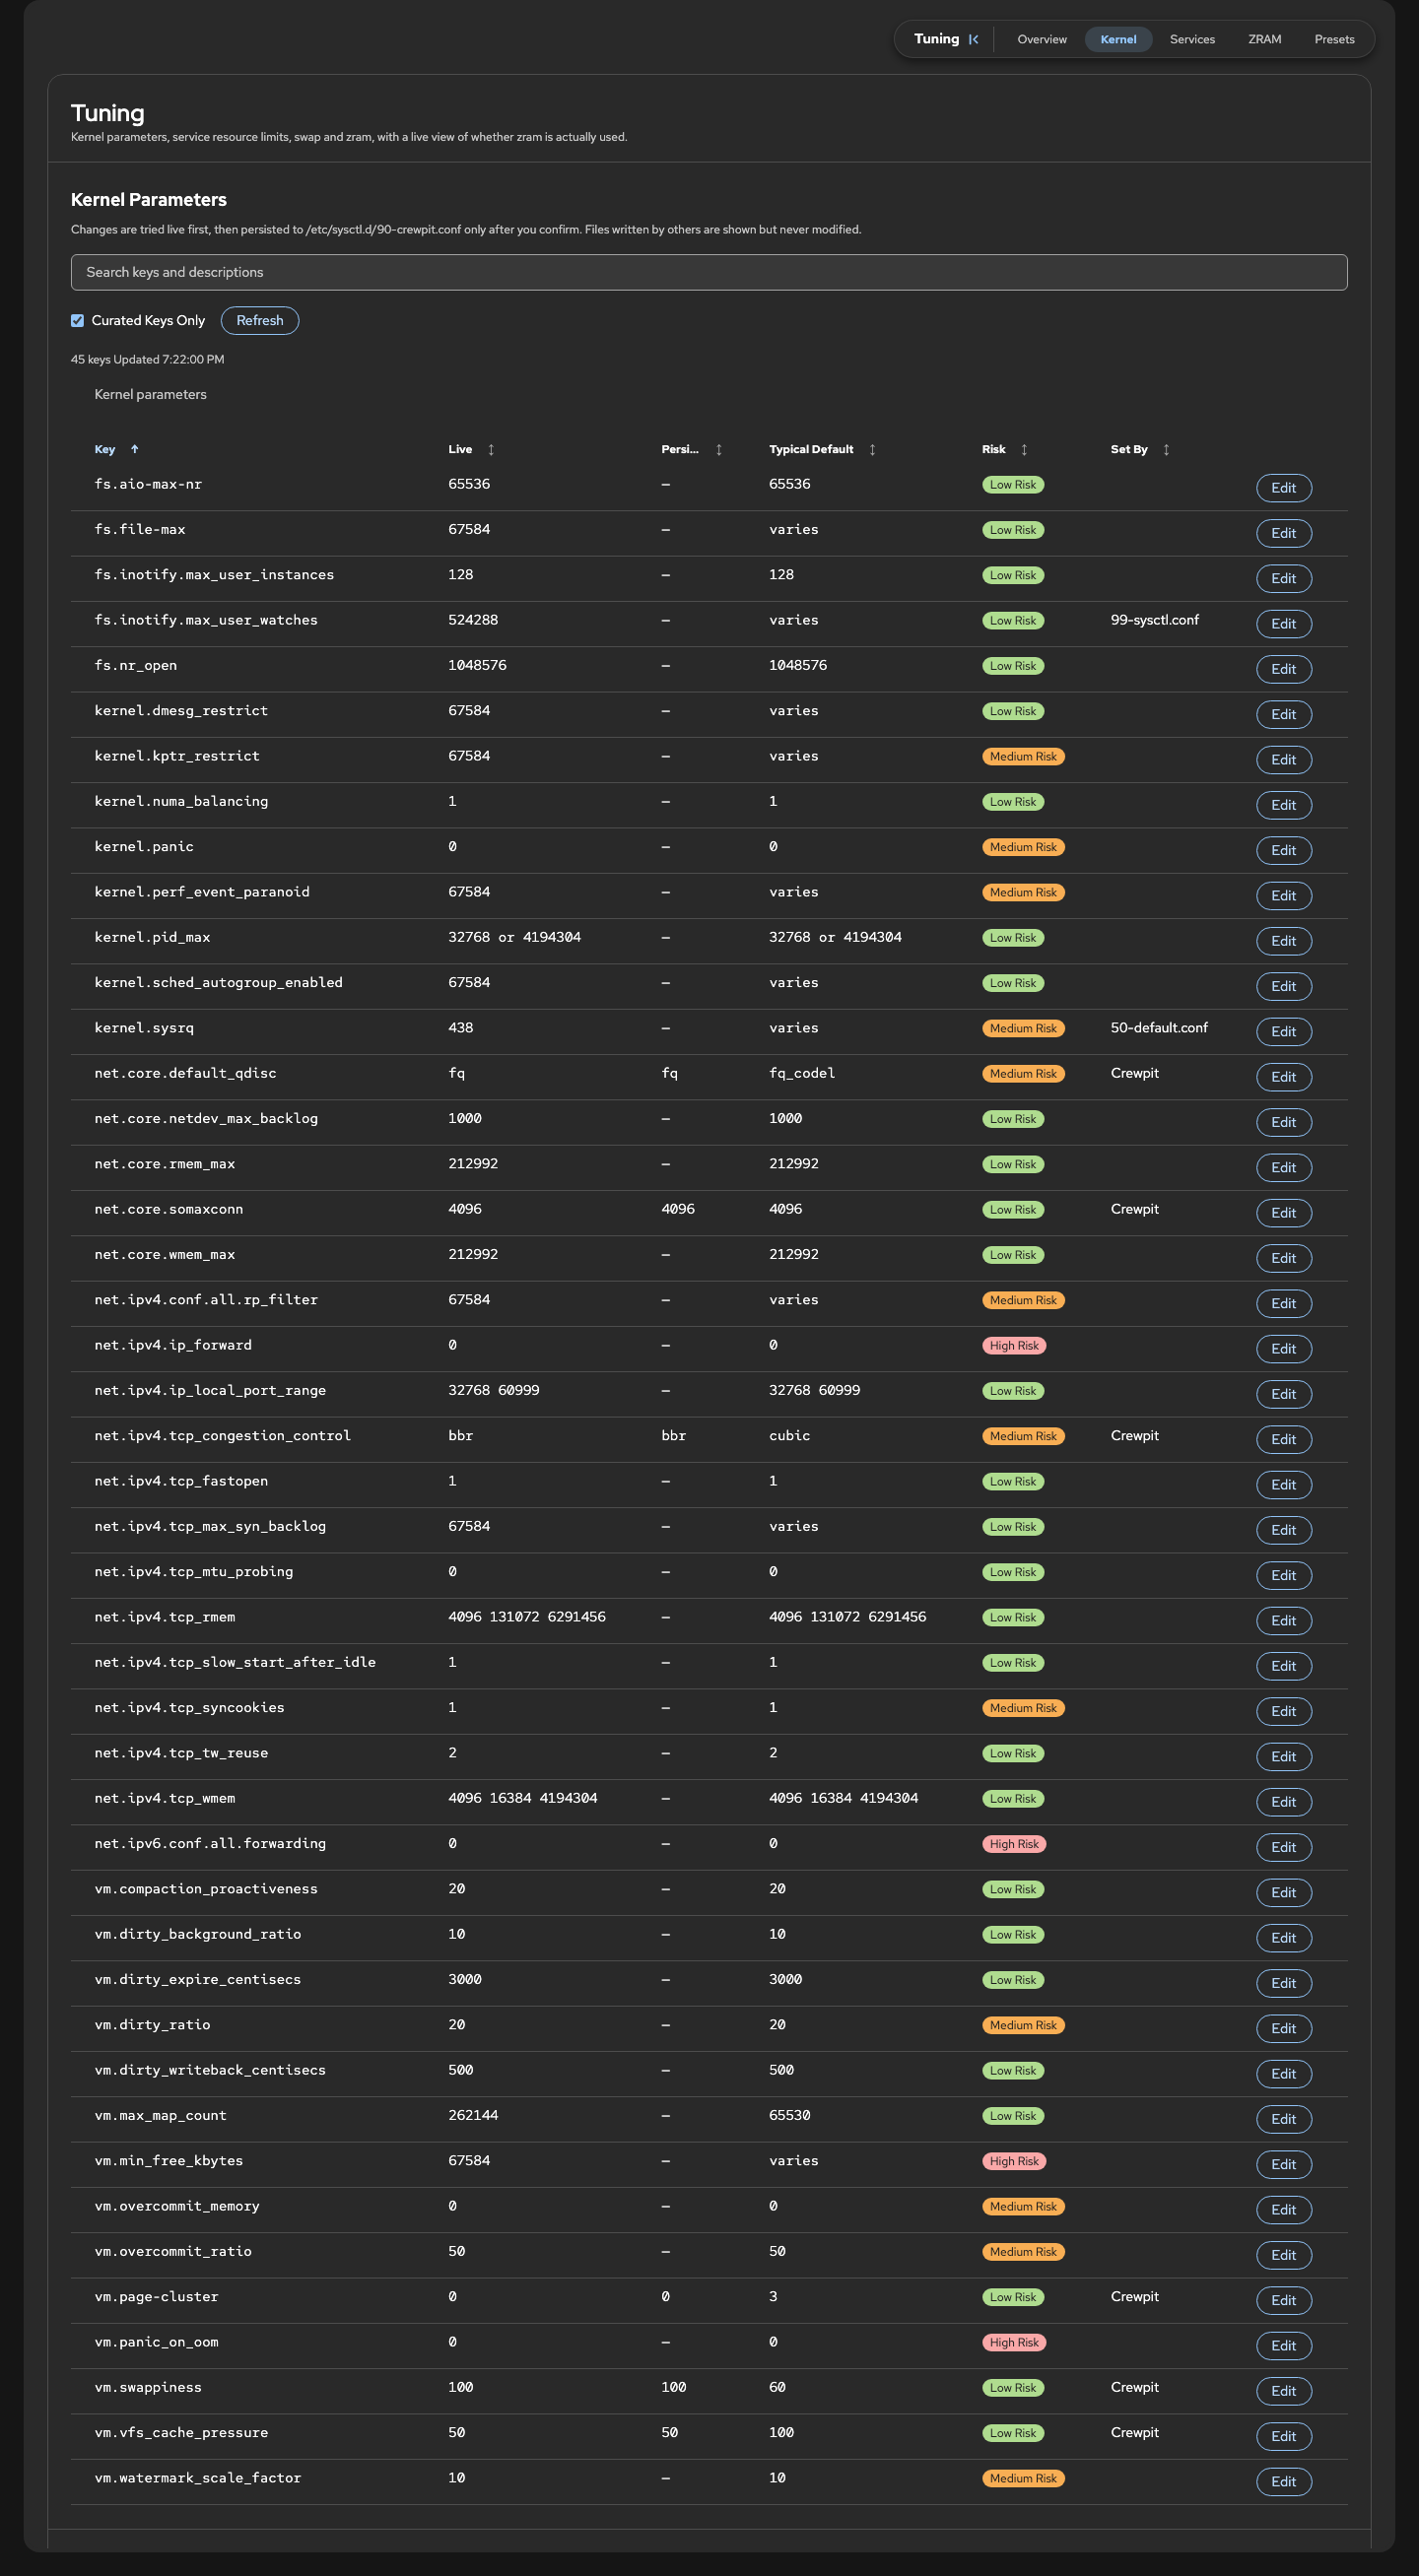 Tuning Overview Kernel Services ZRAM Presets
Tuning
Kernel parameters, service resource limits, swap and zram, with a live view of whether zram is actually used.
Kernel Parameters
Changes are tried live first, then persisted to /etc/sysctl.d/90-crewpit.conf only after you confirm. Files written by others are shown but never modified.
Search keys and descriptions
Curated Keys Only Refresh
45 keys Updated 7:22:00 PM
Kernel parameters
Key Live Persi... Typical Default Risk Set By
fs.aio-max-nr 65536 — 65536 Low Risk Edit
fs.file-max 67584 — varies Low Risk Edit
fs.inotify.max_user_instances 128 — 128 Low Risk Edit
fs.inotify.max_user_watches 524288 — varies Low Risk 99-sysctl.conf Edit
fs.nr_open 1048576 — 1048576 Low Risk Edit
kernel.dmesg_restrict 67584 — varies Low Risk Edit
kernel.kptr_restrict 67584 — varies Medium Risk Edit
kernel.numa_balancing 1 — 1 Low Risk Edit
kernel.panic 0 — 0 Medium Risk Edit
kernel.perf_event_paranoid 67584 — varies Medium Risk Edit
kernel.pid_max 32768 or 4194304 — 32768 or 4194304 Low Risk Edit
kernel.sched_autogroup_enabled 67584 — varies Low Risk Edit
kernel.sysrq 438 — varies Medium Risk 50-default.conf Edit
net.core.default_qdisc fq fq fq_codel Medium Risk Crewpit Edit
net.core.netdev_max_backlog 1000 — 1000 Low Risk Edit
net.core.rmem_max 212992 — 212992 Low Risk Edit
net.core.somaxconn 4096 4096 4096 Low Risk Crewpit Edit
net.core.wmem_max 212992 — 212992 Low Risk Edit
net.ipv4.conf.all.rp_filter 67584 — varies Medium Risk Edit
net.ipv4.ip_forward 0 — 0 High Risk Edit
net.ipv4.ip_local_port_range 32768 60999 — 32768 60999 Low Risk Edit
net.ipv4.tcp_congestion_control bbr bbr cubic Medium Risk Crewpit Edit
net.ipv4.tcp_fastopen 1 — 1 Low Risk Edit
net.ipv4.tcp_max_syn_backlog 67584 — varies Low Risk Edit
net.ipv4.tcp_mtu_probing 0 — 0 Low Risk Edit
net.ipv4.tcp_rmem 4096 131072 6291456 — 4096 131072 6291456 Low Risk Edit
net.ipv4.tcp_slow_start_after_idle 1 — 1 Low Risk Edit
net.ipv4.tcp_syncookies 1 — 1 Medium Risk Edit
net.ipv4.tcp_tw_reuse 2 — 2 Low Risk Edit
net.ipv4.tcp_wmem 4096 16384 4194304 — 4096 16384 4194304 Low Risk Edit
net.ipv6.conf.all.forwarding 0 — 0 High Risk Edit
vm.compaction_proactiveness 20 — 20 Low Risk Edit
vm.dirty_background_ratio 10 — 10 Low Risk Edit
vm.dirty_expire_centisecs 3000 — 3000 Low Risk Edit
vm.dirty_ratio 20 — 20 Medium Risk Edit
vm.dirty_writeback_centisecs 500 — 500 Low Risk Edit
vm.max_map_count 262144 — 65530 Low Risk Edit
vm.min_free_kbytes 67584 — varies High Risk Edit
vm.overcommit_memory 0 — 0 Medium Risk Edit
vm.overcommit_ratio 50 — 50 Medium Risk Edit
vm.page-cluster 0 0 3 Low Risk Crewpit Edit
vm.panic_on_oom 0 — 0 High Risk Edit
vm.swappiness 100 100 60 Low Risk Crewpit Edit
vm.vfs_cache_pressure 50 50 100 Low Risk Crewpit Edit
vm.watermark_scale_factor 10 — 10 Medium Risk Edit